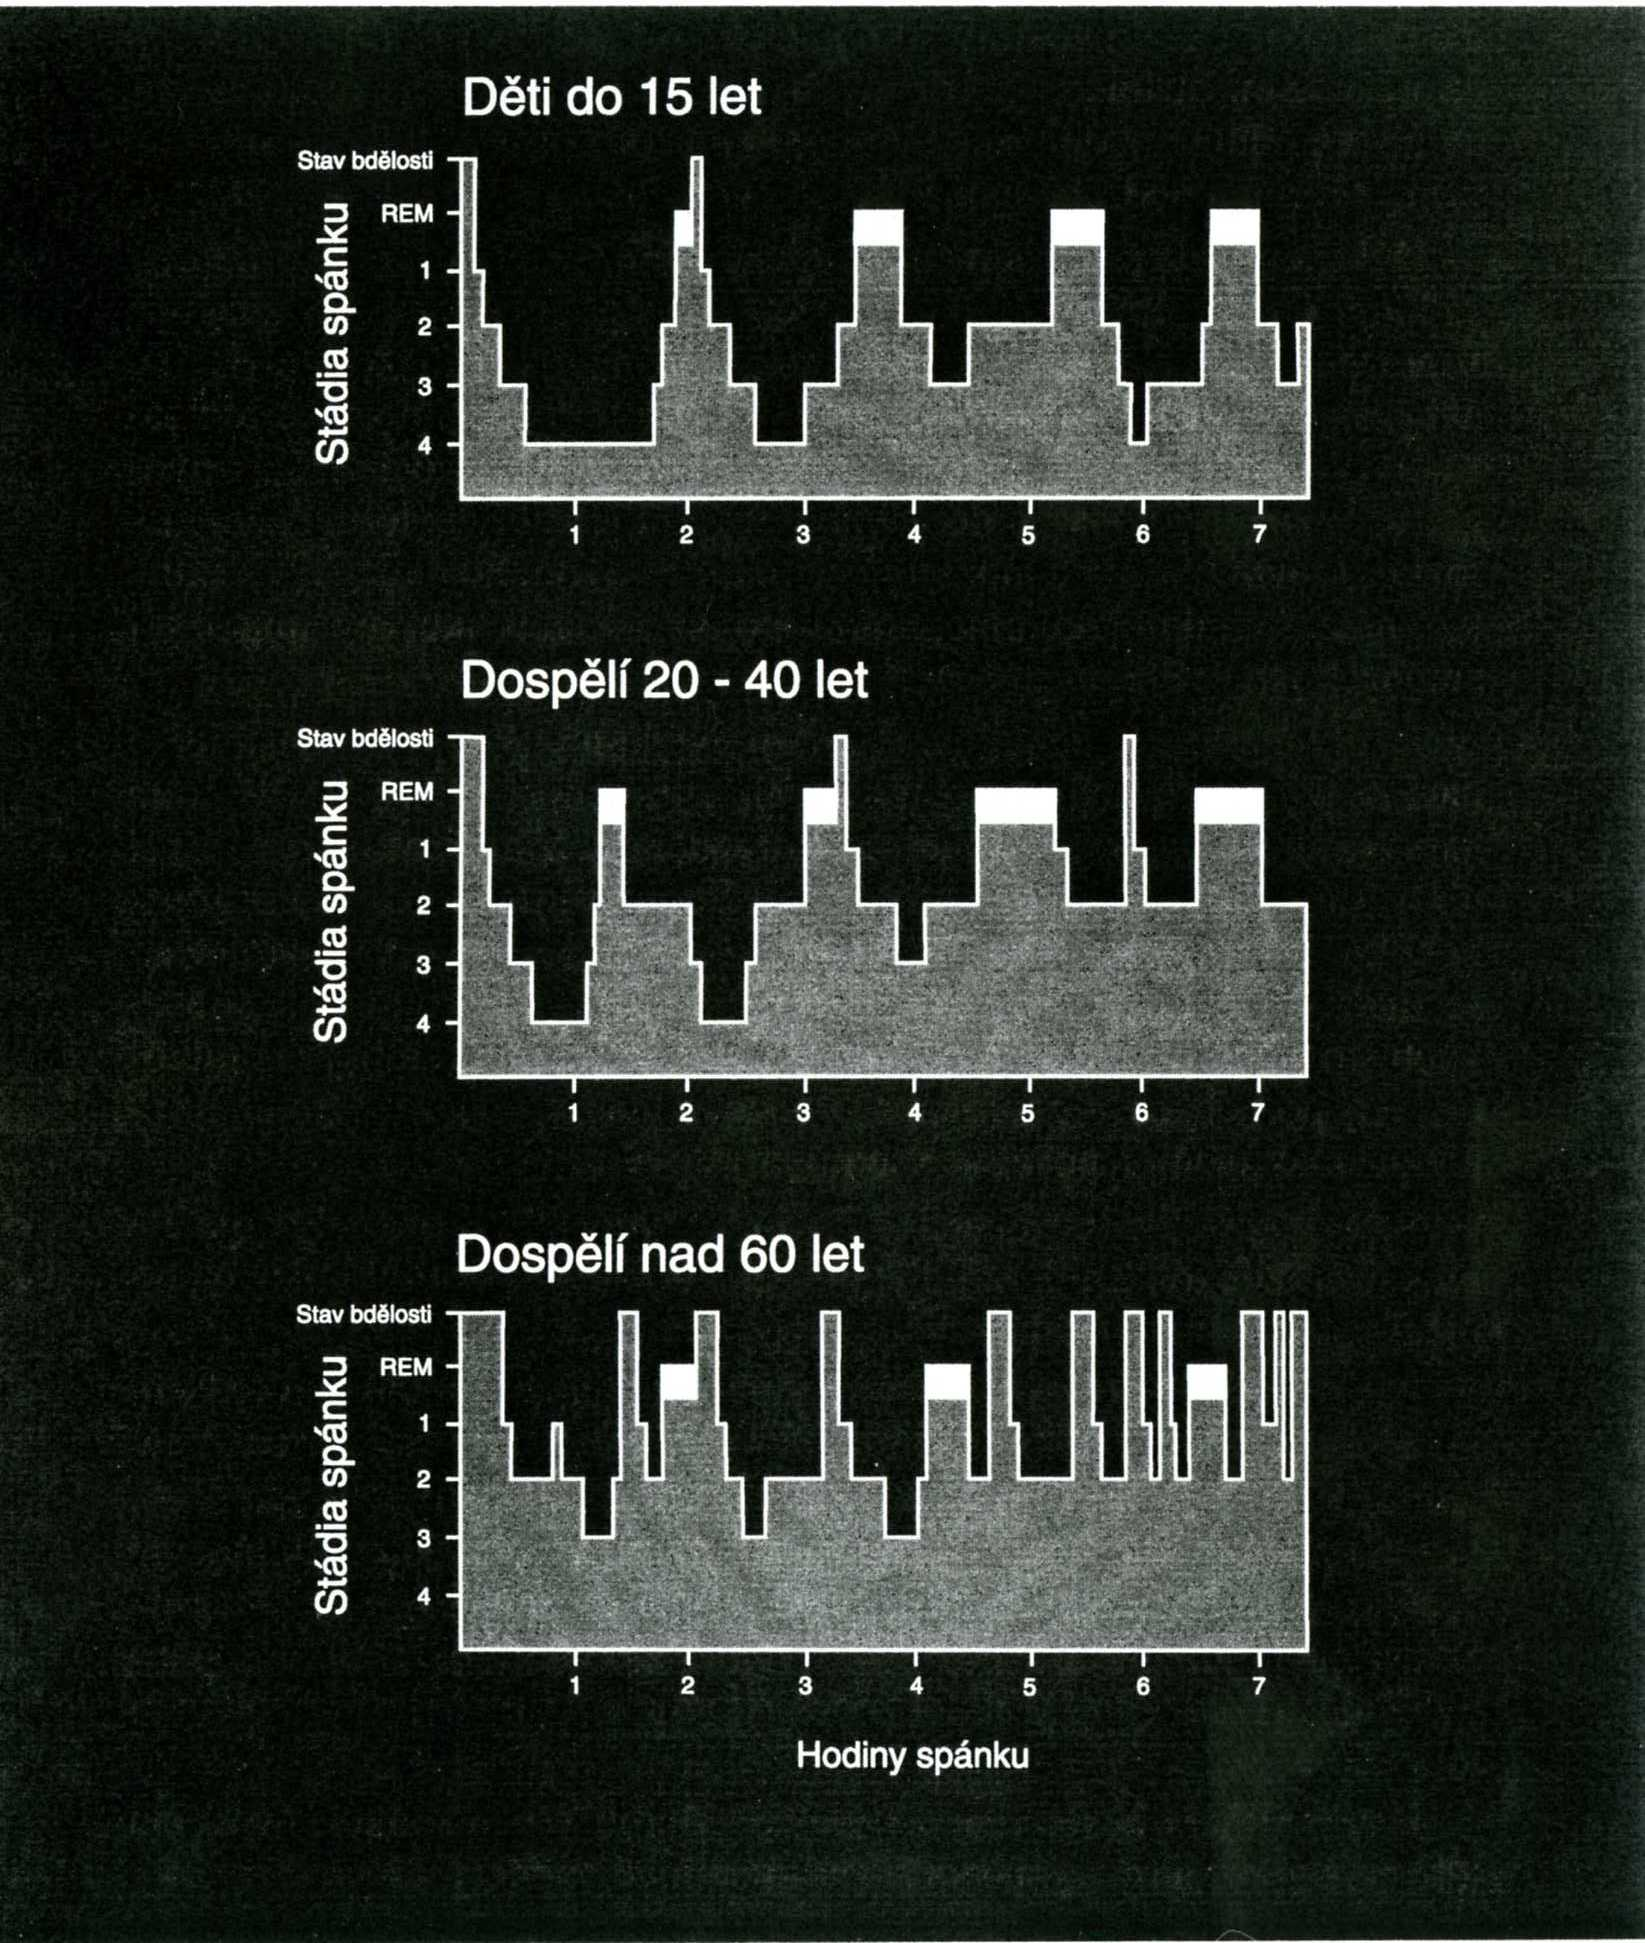 Děti do 15 let
Stav bdělosti
REM
1
2
3
4
Stádia spánku
1 2 3 4 5 6 7
Dospělí 20 - 40 let
Stav bdělosti
REM
1
2
3
4
Stádia spánku
1 2 3 4 5 6 7
Dospělí nad 60 let
Stav bdělosti
REM
1
2
3
4
Stádia spánku
1 2 3 4 5 6 7
Hodiny spánku